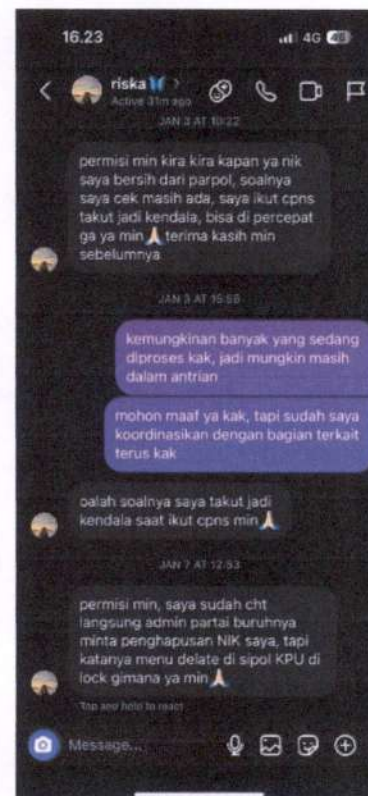 16.23
4G
riska
Active 31m ago
JAN 3 AT 10:22
permisi min kira kira kapan ya nik
saya bersih dari parpol, soalnya
saya cek masih ada, saya ikut cpns
takut jadi kendala, bisa di percepat
ga ya min🙏 terima kasih min
sebelumnya
JAN 3 AT 15:56
kemungkinan banyak yang sedang
diproses kak, jadi mungkin masih
dalam antrian
mohon maaf ya kak, tapi sudah saya
koordinasikan dengan bagian terkait
terus kak
oalah soalnya saya takut jadi
kendala saat ikut cpns min🙏
JAN 7 AT 12:53
permisi min, saya sudah cht
langsung admin partai buruhnya
minta penghapusan NIK saya, tapi
katanya menu delate di sipol KPU di
lock gimana ya min🙏
Tap and hold to react
Message...